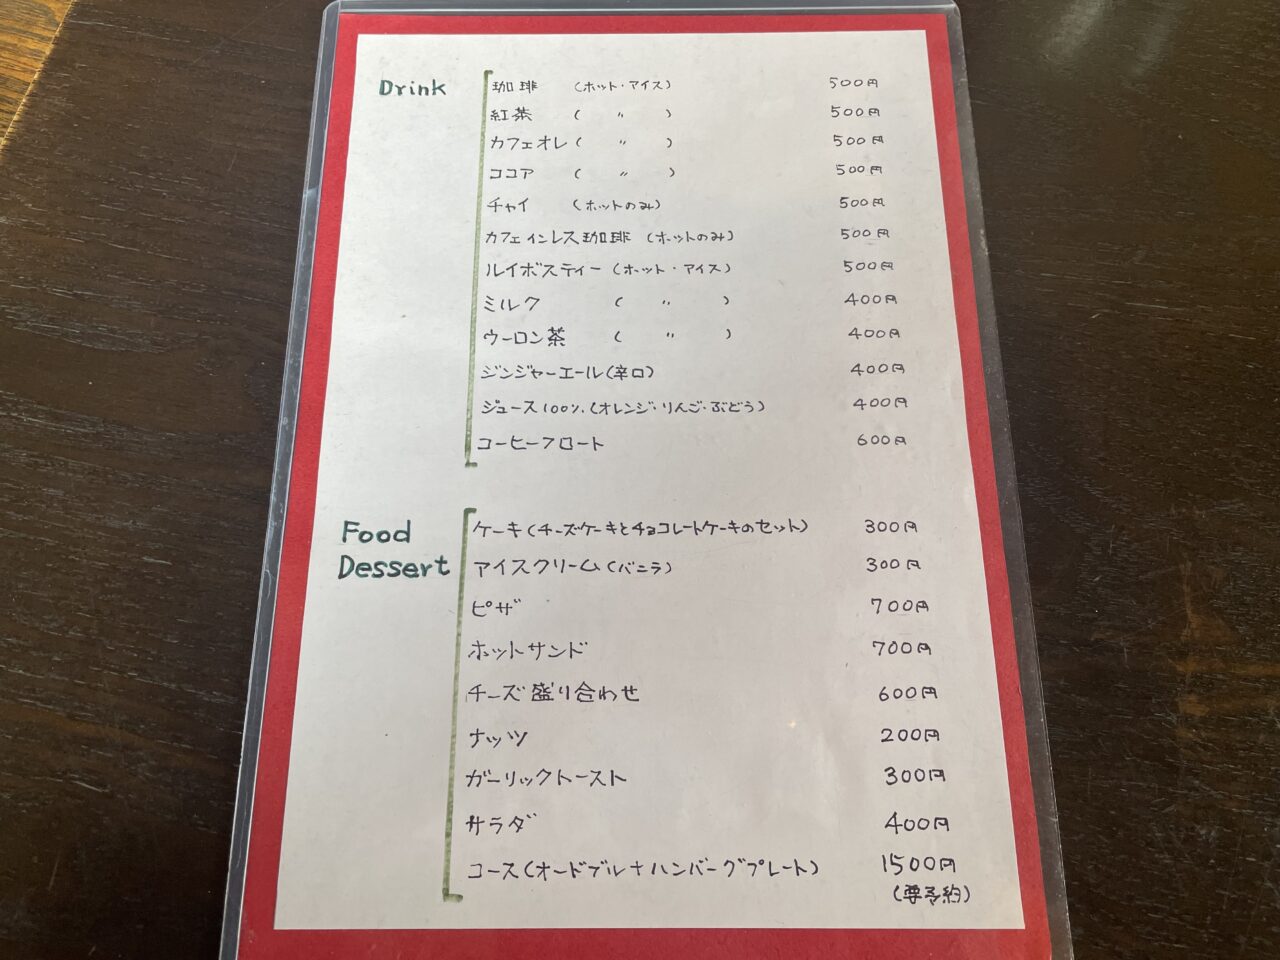 Drink
珈琲 (ホット・アイス) 500円
紅茶 ( 〃 ) 500円
カフェオレ ( 〃 ) 500円
ココア ( 〃 ) 500円
チャイ (ホットのみ) 500円
カフェインレス珈琲 (ホットのみ) 500円
ルイボスティー (ホット・アイス) 500円
ミルク ( 〃 ) 400円
ウーロン茶 ( 〃 ) 400円
ジンジャーエール(辛口) 400円
ジュース100%(オレンジ・りんご・ぶどう) 400円
コーヒーフロート 600円
Food
Dessert
ケーキ(チーズケーキとチョコレートケーキのセット) 300円
アイスクリーム(バニラ) 300円
ピザ 700円
ホットサンド 700円
チーズ盛り合わせ 600円
ナッツ 200円
ガーリックトースト 300円
サラダ 400円
コース(オードブル+ハンバーグプレート) 1500円
(要予約)